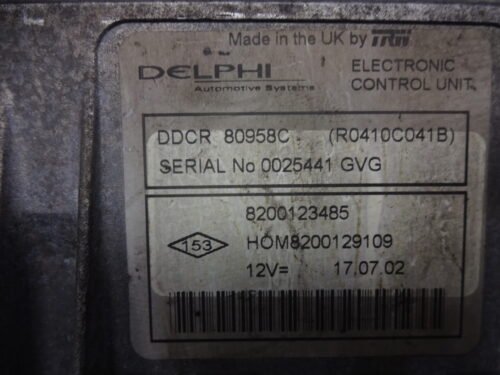 Made in the UK by TRW
DELPHI
Automotive Systems
ELECTRONIC
CONTROL UNIT
DDCR 80958C (R0410C041B)
SERIAL No 0025441 GVG
8200123485
153
HOM8200129109
12V= 17.07.02